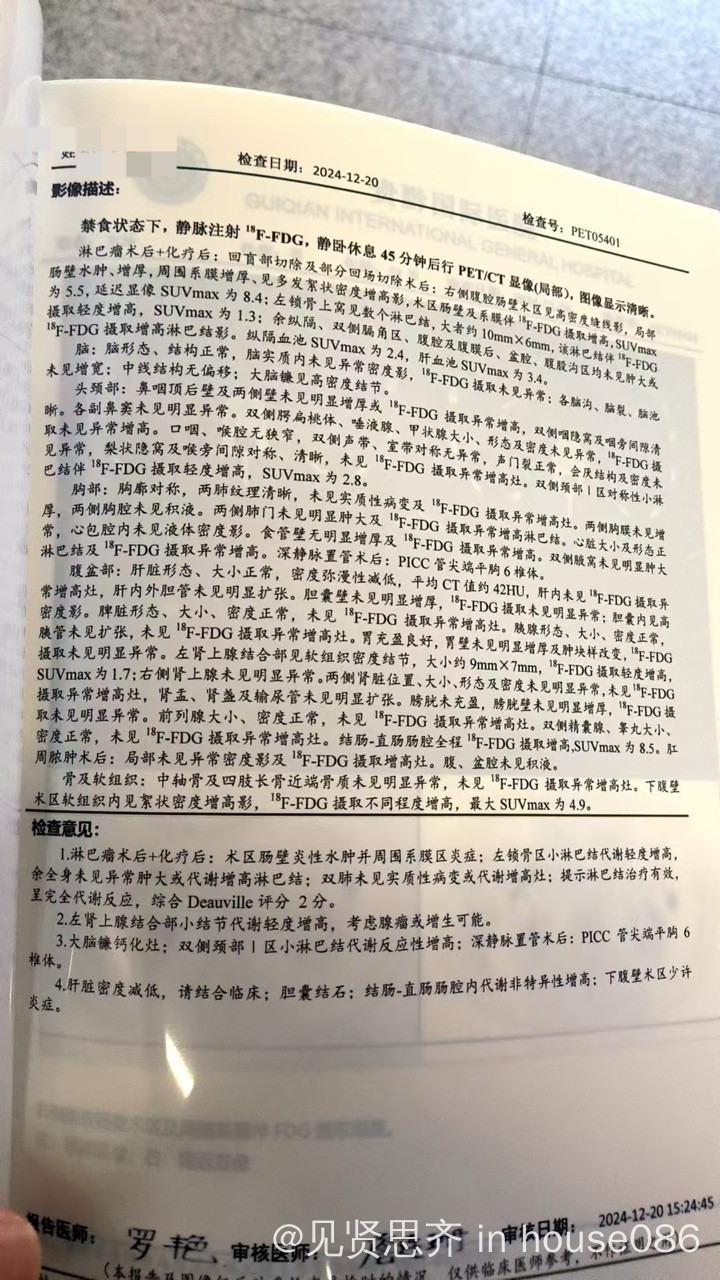 姓
检查日期：2024-12-20
检查号：PET05401
影像描述：
禁食状态下，静脉注射 ¹⁸F-FDG，静卧休息 45 分钟后行 PET/CT 显像(局部)，图像显示清晰。
淋巴瘤术后+化疗后：回盲部切除及部分回场切除术后；右侧腹腔肠壁术区见高密度缝线影，局部
肠壁水肿、增厚，周围系膜增厚、见多发絮状密度增高影，术区肠壁及系膜伴 ¹⁸F-FDG 摄取增高，SUVmax
为 5.5，延迟显像 SUVmax 为 8.4；左锁骨上窝见数个淋巴结，大者约 10mm×6mm，该淋巴结伴 ¹⁸F-FDG
摄取轻度增高，SUVmax 为 1.3；余纵隔、双侧膈角区、腹腔及腹膜后、盆腔、腹股沟区均未见肿大或
¹⁸F-FDG 摄取增高淋巴结影。纵隔血池 SUVmax 为 2.4，肝血池 SUVmax 为 3.4。
脑：脑形态、结构正常，脑实质内未见异常密度影，¹⁸F-FDG 摄取未见异常；各脑沟、脑裂、脑池
未见增宽；中线结构无偏移；大脑镰见高密度结节。
头颈部：鼻咽顶后壁及两侧壁未见明显增厚或 ¹⁸F-FDG 摄取异常增高，双侧咽隐窝及咽旁间隙清
晰。各副鼻窦未见明显异常。双侧腭扁桃体、唾液腺、甲状腺大小、形态及密度未见异常，¹⁸F-FDG 摄
取未见异常增高。口咽、喉腔无狭窄，双侧声带、室带对称无异常，声门裂正常，会厌结构及密度未
见异常，梨状隐窝及喉旁间隙对称、清晰，未见 ¹⁸F-FDG 摄取异常增高灶。双侧颈部Ⅰ区对称性小淋
巴结伴 ¹⁸F-FDG 摄取轻度增高，SUVmax 为 2.8。
胸部：胸廓对称，两肺纹理清晰，未见实质性病变及 ¹⁸F-FDG 摄取异常增高灶。两侧胸膜未见增
厚，两侧胸腔未见积液。两侧肺门未见明显肿大及 ¹⁸F-FDG 摄取异常增高淋巴结。心脏大小及形态正
常，心包腔内未见液体密度影。食管壁无明显增厚及 ¹⁸F-FDG 摄取异常增高。双侧腋窝未见明显肿大
淋巴结及 ¹⁸F-FDG 摄取异常增高。深静脉置管术后：PICC 管尖端平胸 6 椎体。
腹盆部：肝脏形态、大小正常，密度弥漫性减低，平均 CT 值约 42HU，肝内未见 ¹⁸F-FDG 摄取异
常增高灶，肝内外胆管未见明显扩张。胆囊壁未见明显增厚，¹⁸F-FDG 摄取未见明显异常；胆囊内见高
密度影。脾脏形态、大小、密度正常，未见 ¹⁸F-FDG 摄取异常增高灶。胰腺形态、大小、密度正常，
胰管未见扩张，未见 ¹⁸F-FDG 摄取异常增高灶。胃充盈良好，胃壁未见明显增厚及肿块样改变，¹⁸F-FDG
摄取未见明显异常。左肾上腺结合部见软组织密度结节，大小约 9mm×7mm，¹⁸F-FDG 摄取轻度增高，
SUVmax 为 1.7；右侧肾上腺未见明显异常。两侧肾脏位置、大小、形态及密度未见明显异常，未见 ¹⁸F-FDG
摄取异常增高灶，肾盂、肾盏及输尿管未见明显扩张。膀胱未充盈，膀胱壁未见明显增厚，¹⁸F-FDG 摄
取未见明显异常。前列腺大小、密度正常，未见 ¹⁸F-FDG 摄取异常增高灶。双侧精囊腺、睾丸大小、
密度正常，未见 ¹⁸F-FDG 摄取异常增高灶。结肠-直肠肠腔全程 ¹⁸F-FDG 摄取增高,SUVmax 为 8.5。肛
周脓肿术后：局部未见异常密度影及 ¹⁸F-FDG 摄取异常增高灶。腹、盆腔未见积液。
骨及软组织：中轴骨及四肢长骨近端骨质未见明显异常，未见 ¹⁸F-FDG 摄取异常增高灶。下腹壁
术区软组织内见絮状密度增高影，¹⁸F-FDG 摄取不同程度增高，最大 SUVmax 为 4.9。
检查意见：
1.淋巴瘤术后+化疗后：术区肠壁炎性水肿并周围系膜区炎症；左锁骨区小淋巴结代谢轻度增高，
余全身未见异常肿大或代谢增高淋巴结；双肺未见实质性病变或代谢增高灶；提示淋巴结治疗有效，
呈完全代谢反应，综合 Deauville 评分 2 分。
2.左肾上腺结合部小结节代谢轻度增高，考虑腺瘤或增生可能。
3.大脑镰钙化灶；双侧颈部Ⅰ区小淋巴结代谢反应性增高；深静脉置管术后：PICC 管尖端平胸 6
椎体。
4.肝脏密度减低，请结合临床；胆囊结石；结肠-直肠肠腔内代谢非特异性增高；下腹壁术区少许
炎症。
报告医师：罗艳 审核医师： 审核日期： 2024-12-20 15:24:45
@见贤思齐 in house086
仅供临床医师参考，